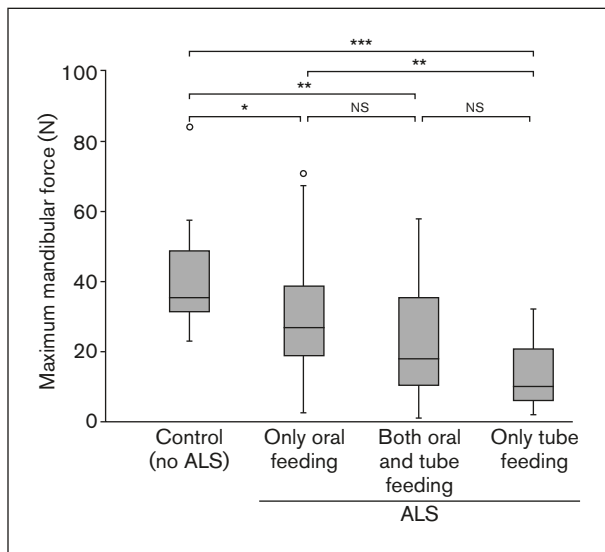 ***
100
**
**
*
NS
NS
80
60
40
20
0
Maximum mandibular force (N)
Control
(no ALS)
Only oral
feeding
Both oral
and tube
feeding
Only tube
feeding
ALS